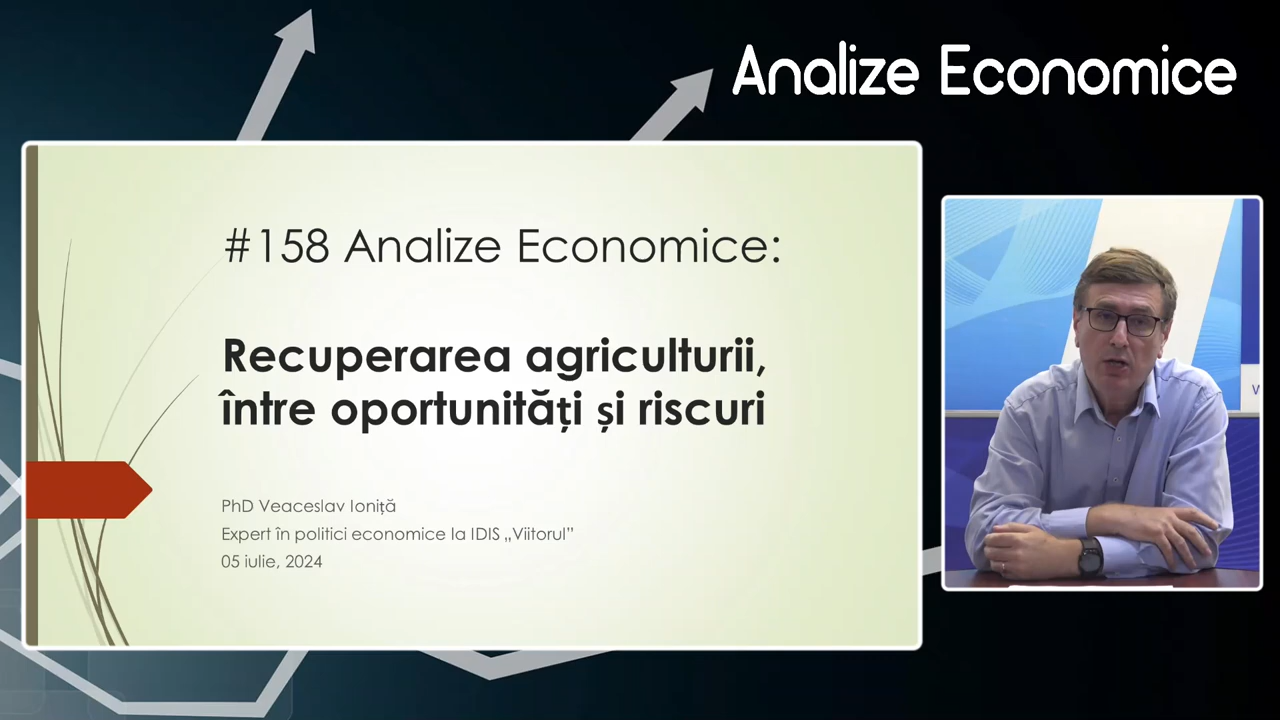 Analize Economice
#158 Analize Economice:
Recuperarea agriculturii,
între oportunități și riscuri
PhD Veaceslav Ioniță
Expert în politici economice la IDIS „Viitorul”
05 iulie, 2024